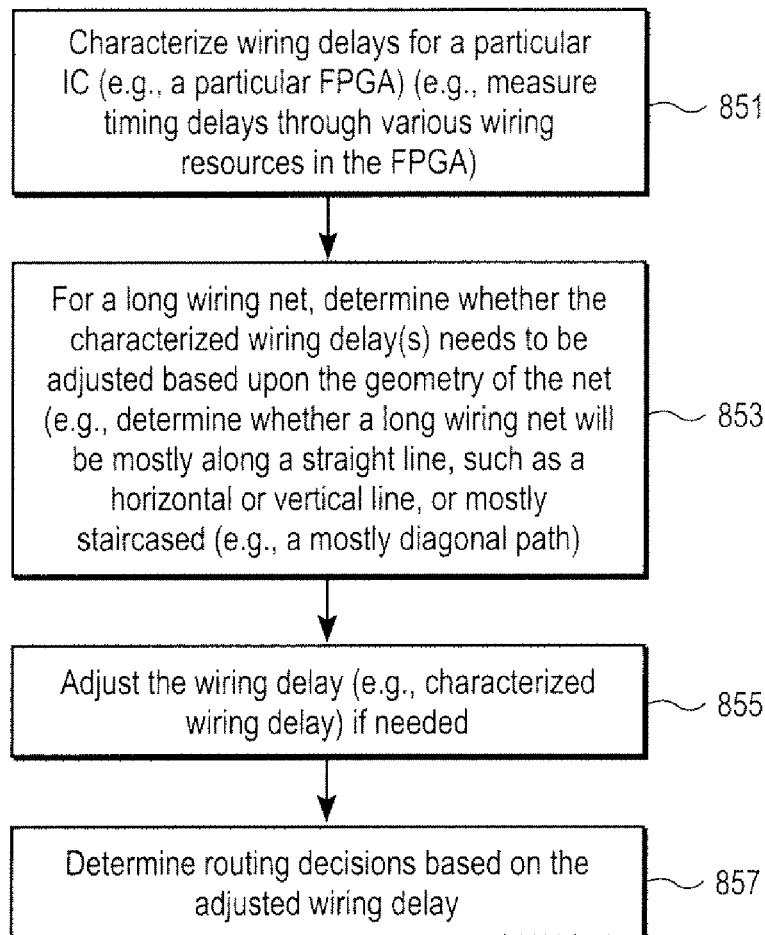 Characterize wiring delays for a particular
IC (e.g., a particular FPGA) (e.g., measure
timing delays through various wiring
resources in the FPGA)
851
For a long wiring net, determine whether the
characterized wiring delay(s) needs to be
adjusted based upon the geometry of the net
(e.g., determine whether a long wiring net will
be mostly along a straight line, such as a
horizontal or vertical line, or mostly
staircased (e.g., a mostly diagonal path)
853
Adjust the wiring delay (e.g., characterized
wiring delay) if needed
855
Determine routing decisions based on the
adjusted wiring delay
857